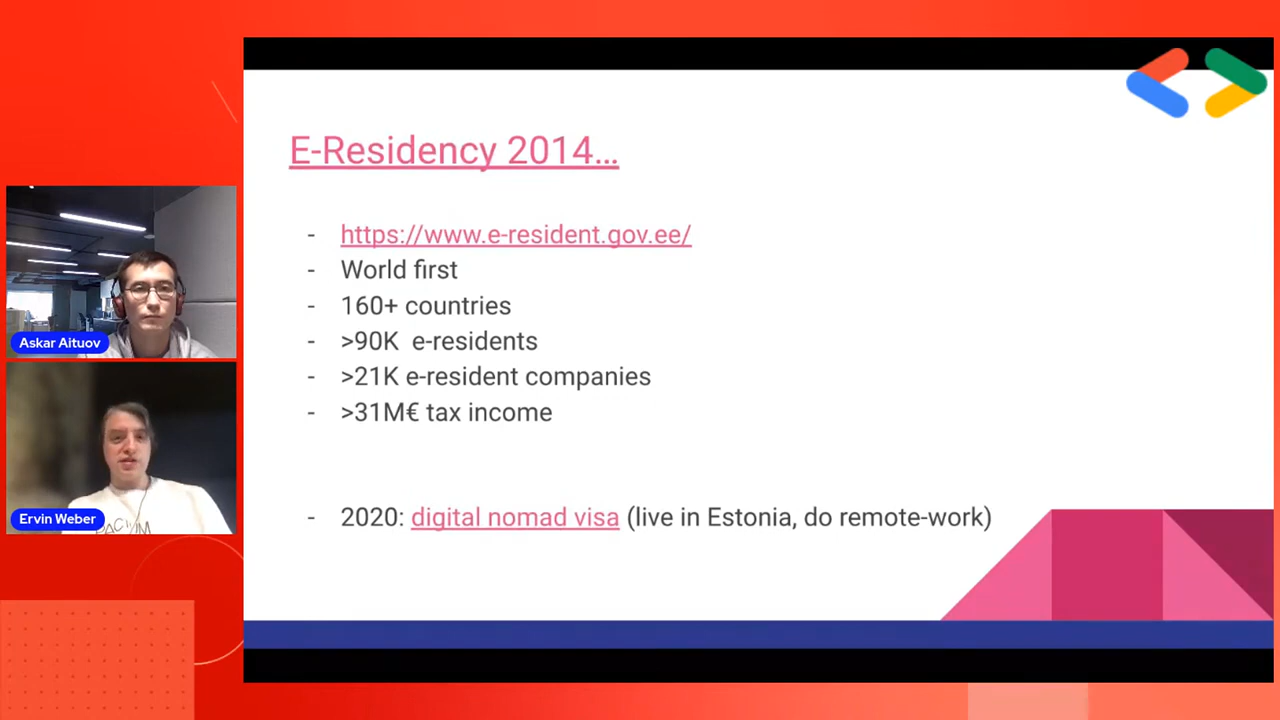 E-Residency 2014...
- https://www.e-resident.gov.ee/
- World first
- 160+ countries
- >90K e-residents
- >21K e-resident companies
- >31M€ tax income
- 2020: digital nomad visa (live in Estonia, do remote-work)
Askar Aituov
Ervin Weber